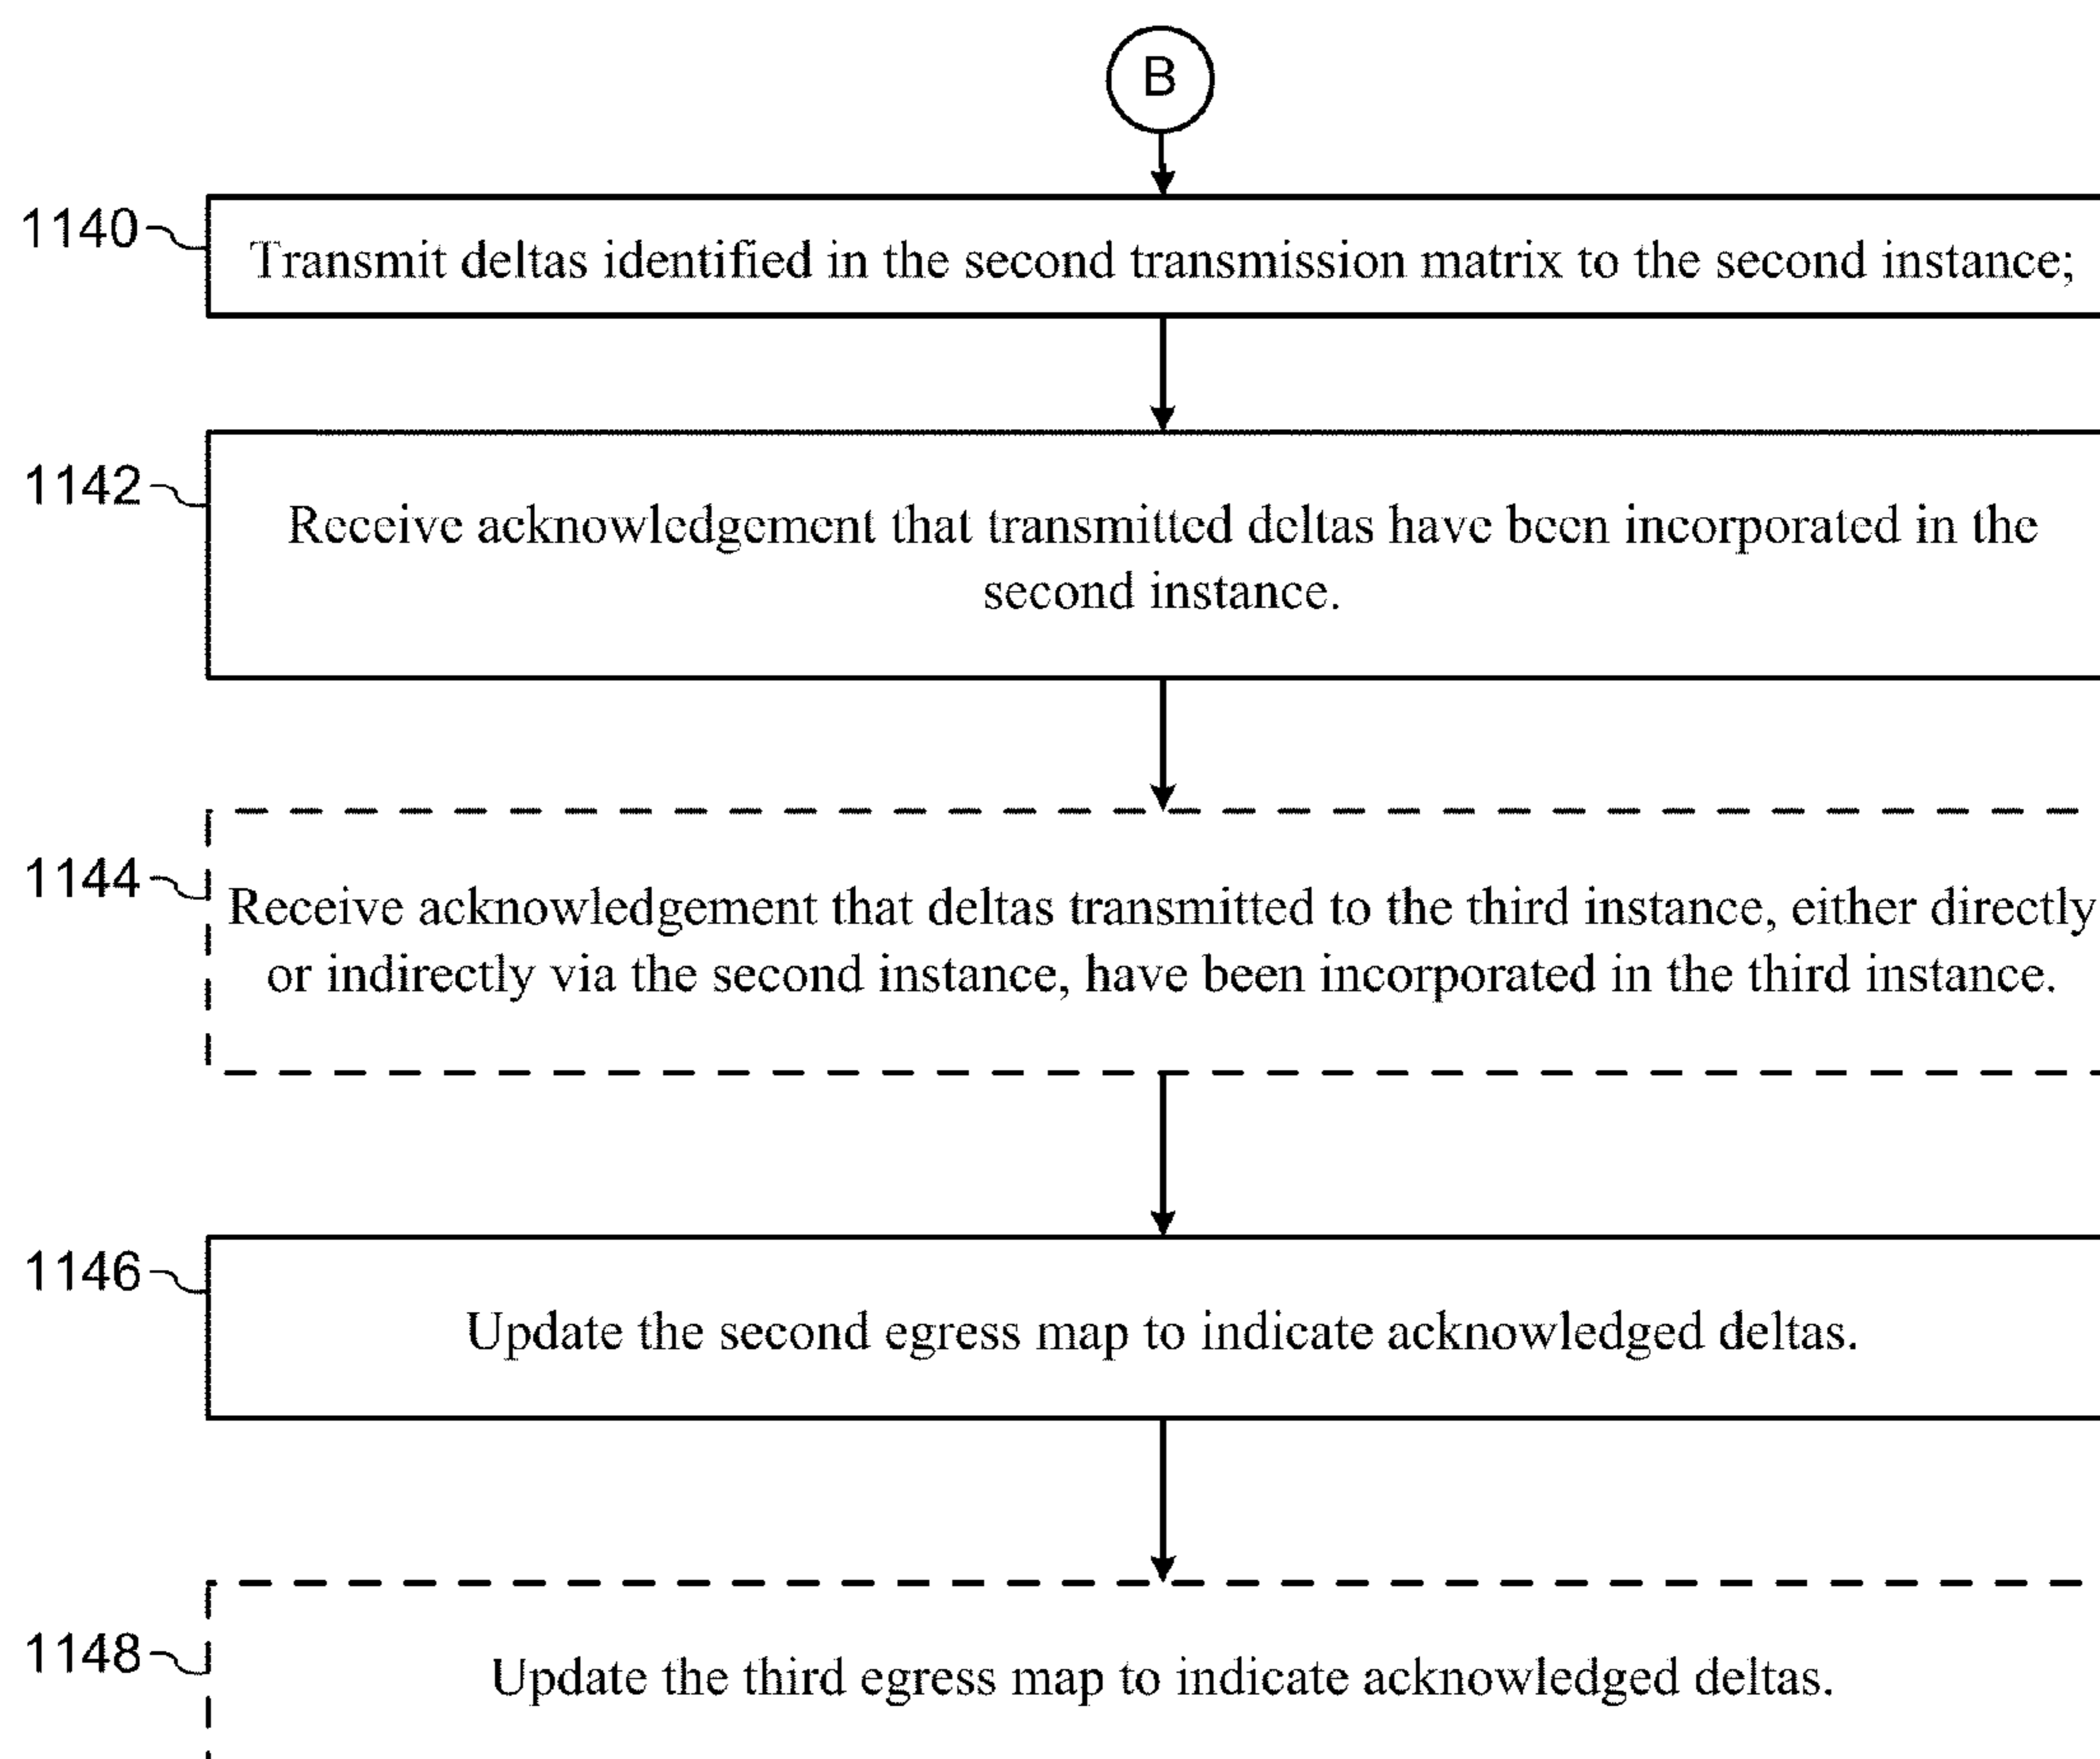 B
1140
Transmit deltas identified in the second transmission matrix to the second instance;
1142
Receive acknowledgement that transmitted deltas have been incorporated in the
second instance.
1144
Receive acknowledgement that deltas transmitted to the third instance, either directly
or indirectly via the second instance, have been incorporated in the third instance.
1146
Update the second egress map to indicate acknowledged deltas.
1148
Update the third egress map to indicate acknowledged deltas.